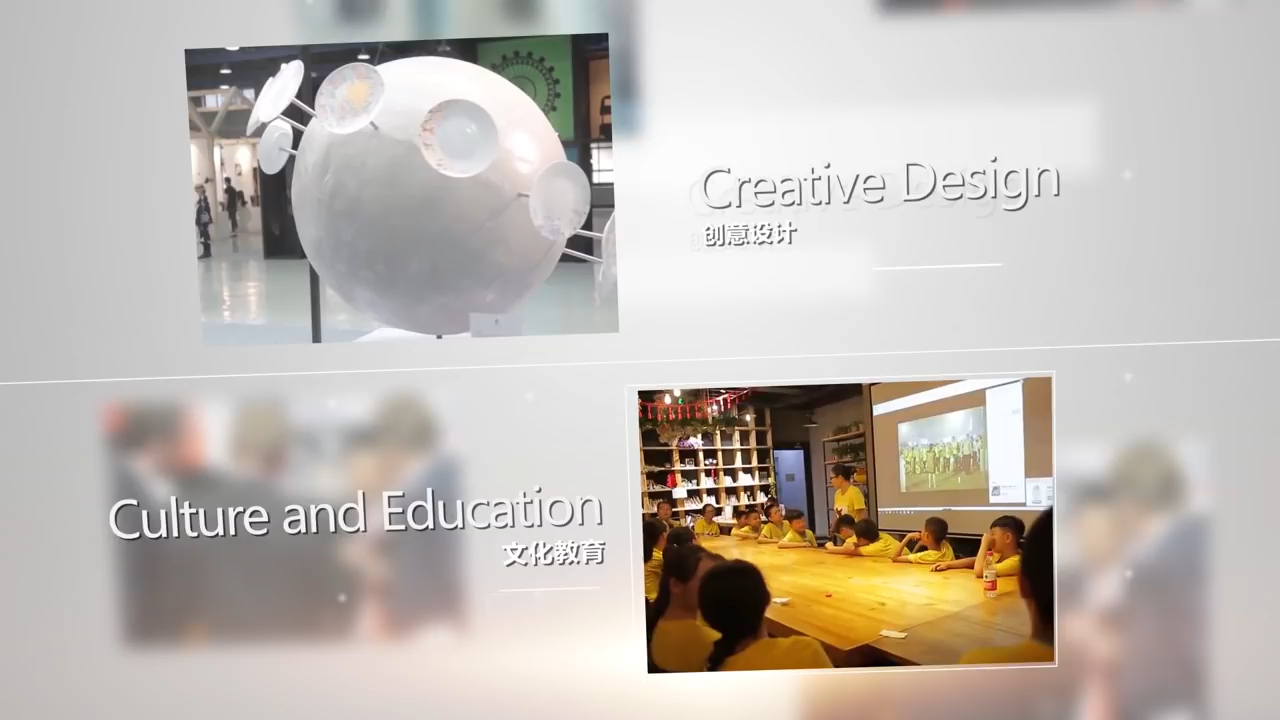 Creative Design
创意设计
Culture and Education
文化教育